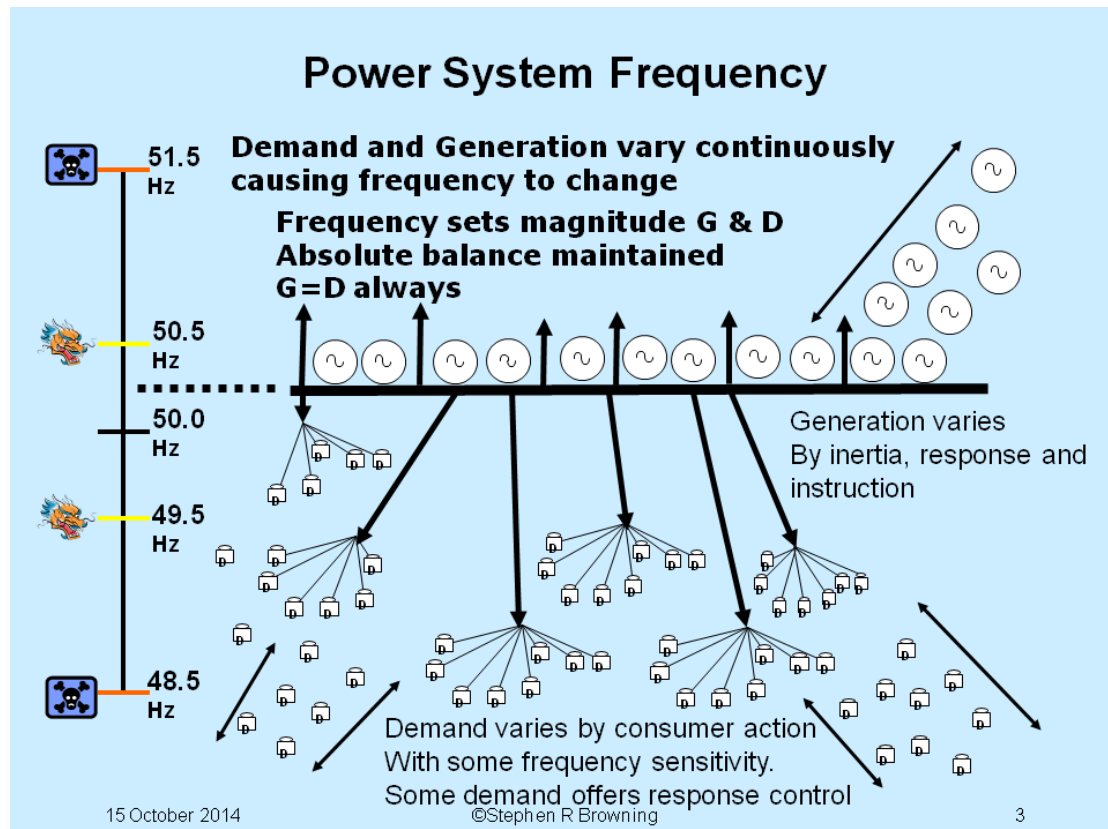 Power System Frequency
51.5
Hz
Demand and Generation vary continuously
causing frequency to change
Frequency sets magnitude G & D
Absolute balance maintained
G=D always
50.5
Hz
50.0
Hz
Generation varies
By inertia, response and
instruction
49.5
Hz
D D D D D D
D D D D D D D
D D D D D D D
D D D D D D D
D D D D D D D D
D D D D D D D D
48.5
Hz
D D D D D D D
D D D D D D D D
Demand varies by consumer action
With some frequency sensitivity.
Some demand offers response control
15 October 2014
©Stephen R Browning
3